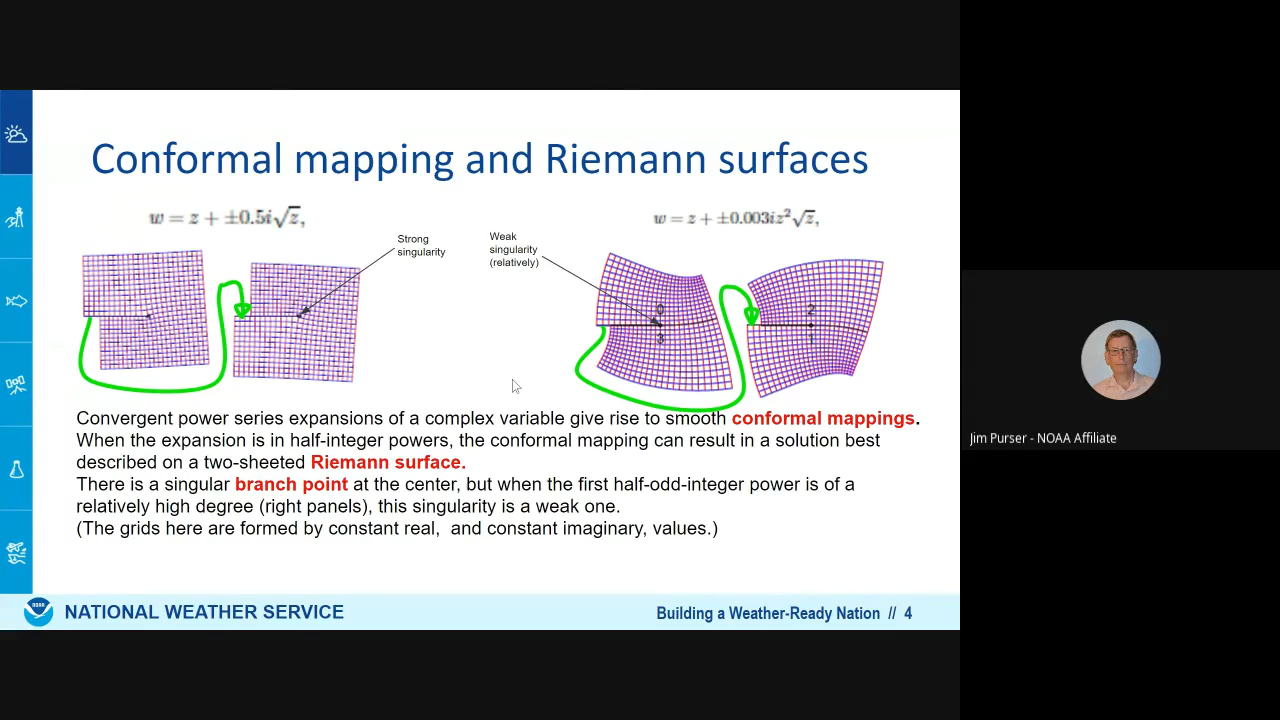 Conformal mapping and Riemann surfaces
w = z + ±0.5i√z,
w = z + ±0.003iz²√z,
Strong
singularity
Weak
singularity
(relatively)
0
3
2
1
Convergent power series expansions of a complex variable give rise to smooth conformal mappings.
When the expansion is in half-integer powers, the conformal mapping can result in a solution best
described on a two-sheeted Riemann surface.
There is a singular branch point at the center, but when the first half-odd-integer power is of a
relatively high degree (right panels), this singularity is a weak one.
(The grids here are formed by constant real, and constant imaginary, values.)
NATIONAL WEATHER SERVICE
Building a Weather-Ready Nation // 4
Jim Purser - NOAA Affiliate